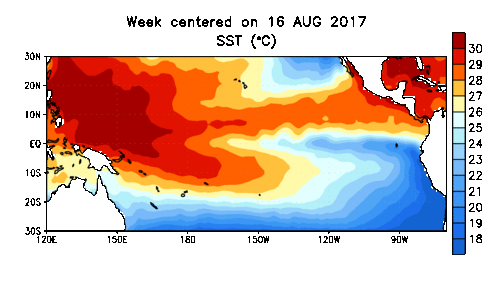 Week centered on 16 AUG 2017
SST (°C)
30N
20N
10N
EQ
10S
20S
30S
120E 150E 180 150W 120W 90W
30
29
28
27
26
25
24
23
22
21
20
19
18